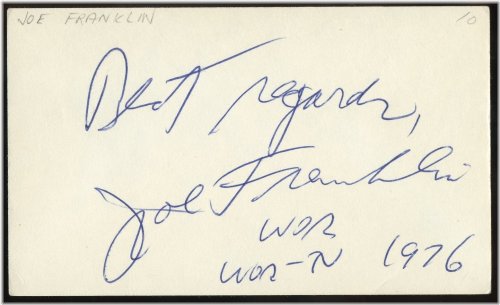 JOE FRANKLIN 10
Best regards,
Joe Franklin
WOR
WOR-TV 1976